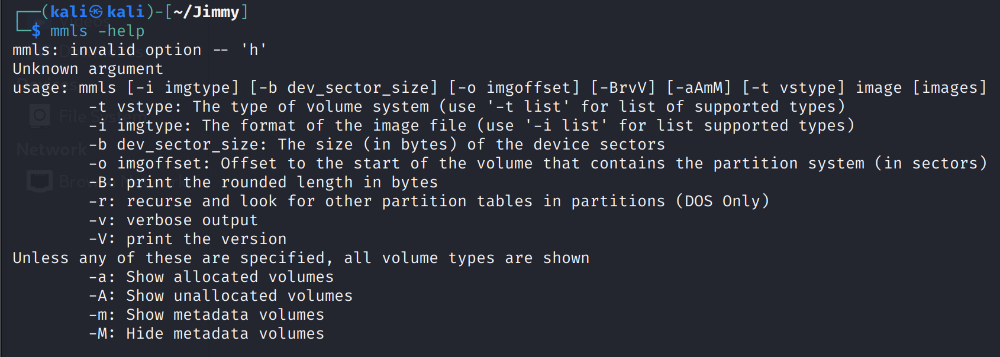 ┌──(kali㉿kali)-[~/Jimmy]
└─$ mmls -help
mmls: invalid option -- 'h'
Unknown argument
usage: mmls [-i imgtype] [-b dev_sector_size] [-o imgoffset] [-BrvV] [-aAmM] [-t vstype] image [images]
-t vstype: The type of volume system (use '-t list' for list of supported types)
-i imgtype: The format of the image file (use '-i list' for list supported types)
-b dev_sector_size: The size (in bytes) of the device sectors
-o imgoffset: Offset to the start of the volume that contains the partition system (in sectors)
-B: print the rounded length in bytes
-r: recurse and look for other partition tables in partitions (DOS Only)
-v: verbose output
-V: print the version
Unless any of these are specified, all volume types are shown
-a: Show allocated volumes
-A: Show unallocated volumes
-m: Show metadata volumes
-M: Hide metadata volumes
Videos
Devices
File System
Network